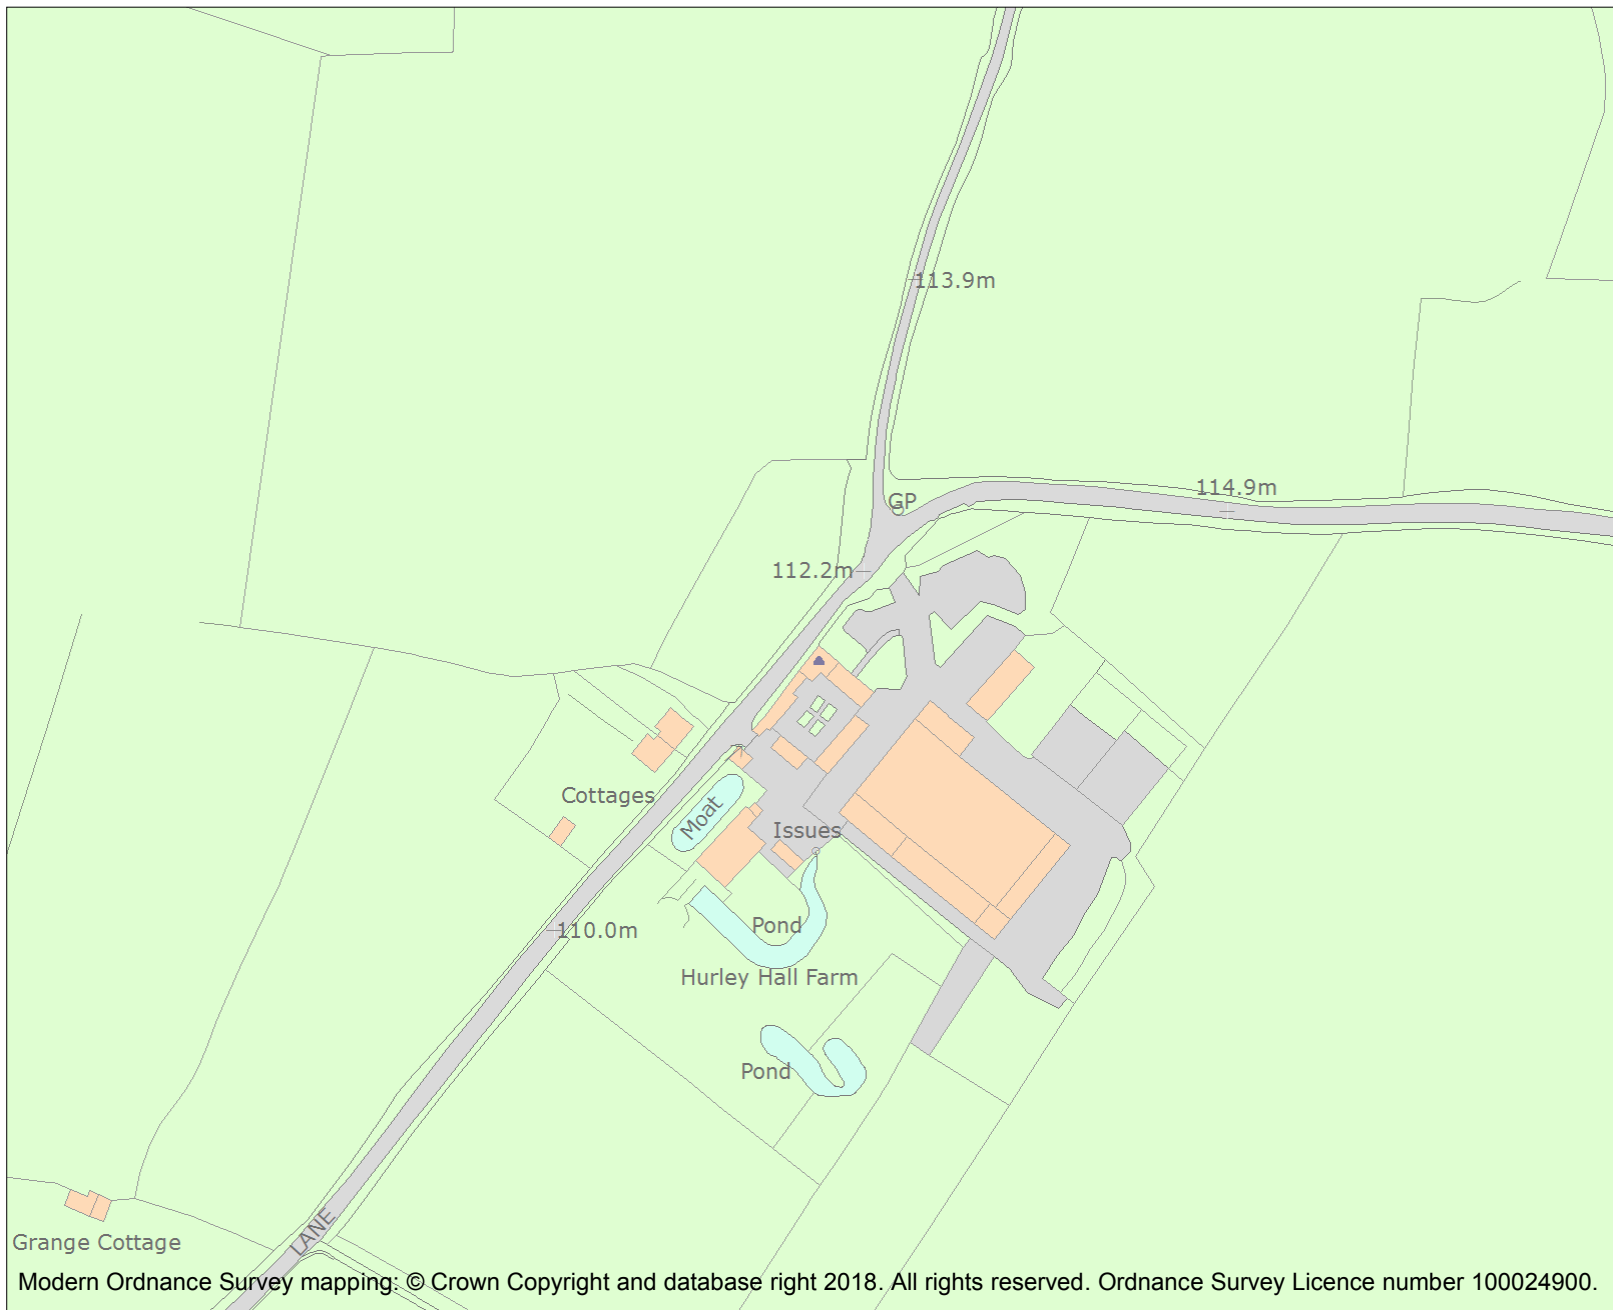 113.9m
114.9m
GP
112.2m
Cottages
Moat
Issues
Pond
110.0m
Hurley Hall Farm
Pond
LANE
Grange Cottage
Modern Ordnance Survey mapping: © Crown Copyright and database right 2018. All rights reserved. Ordnance Survey Licence number 100024900.